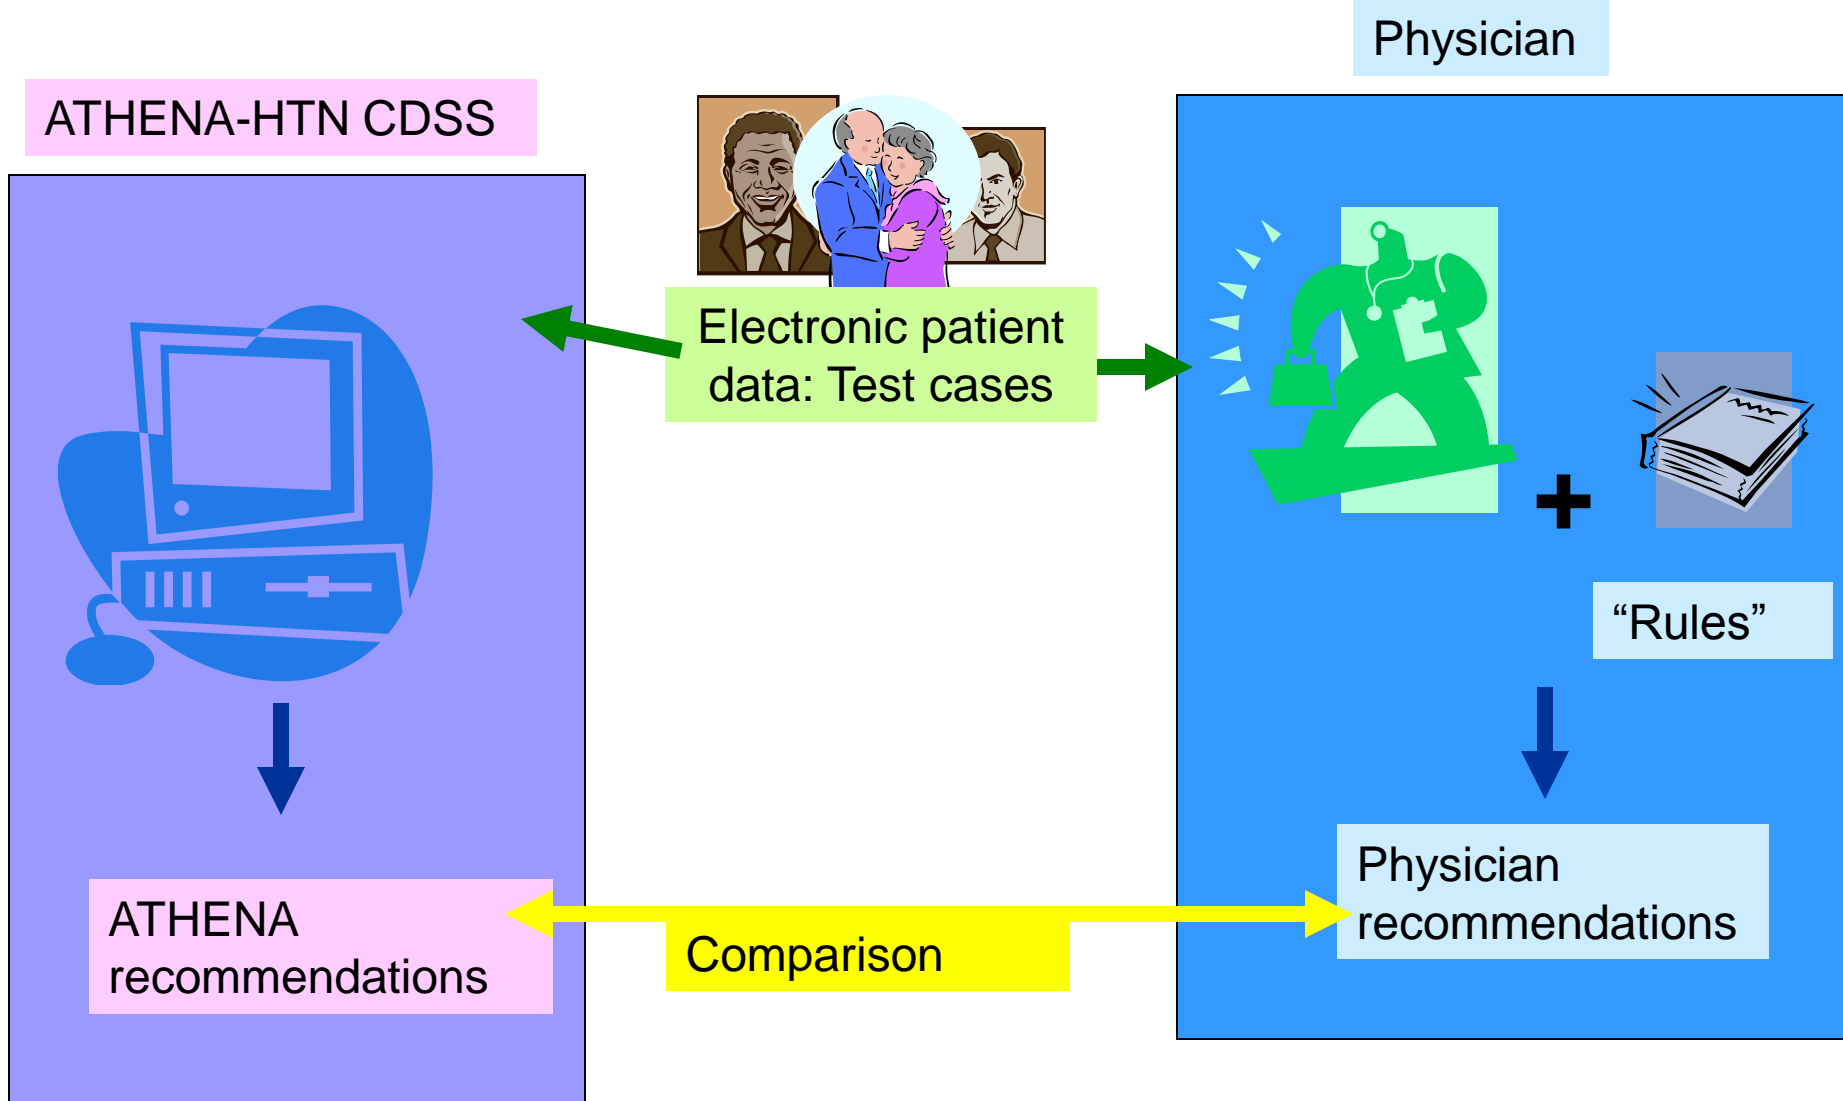 Physician
ATHENA-HTN CDSS
Electronic patient
data: Test cases
“Rules”
Physician
recommendations
ATHENA
recommendations
Comparison